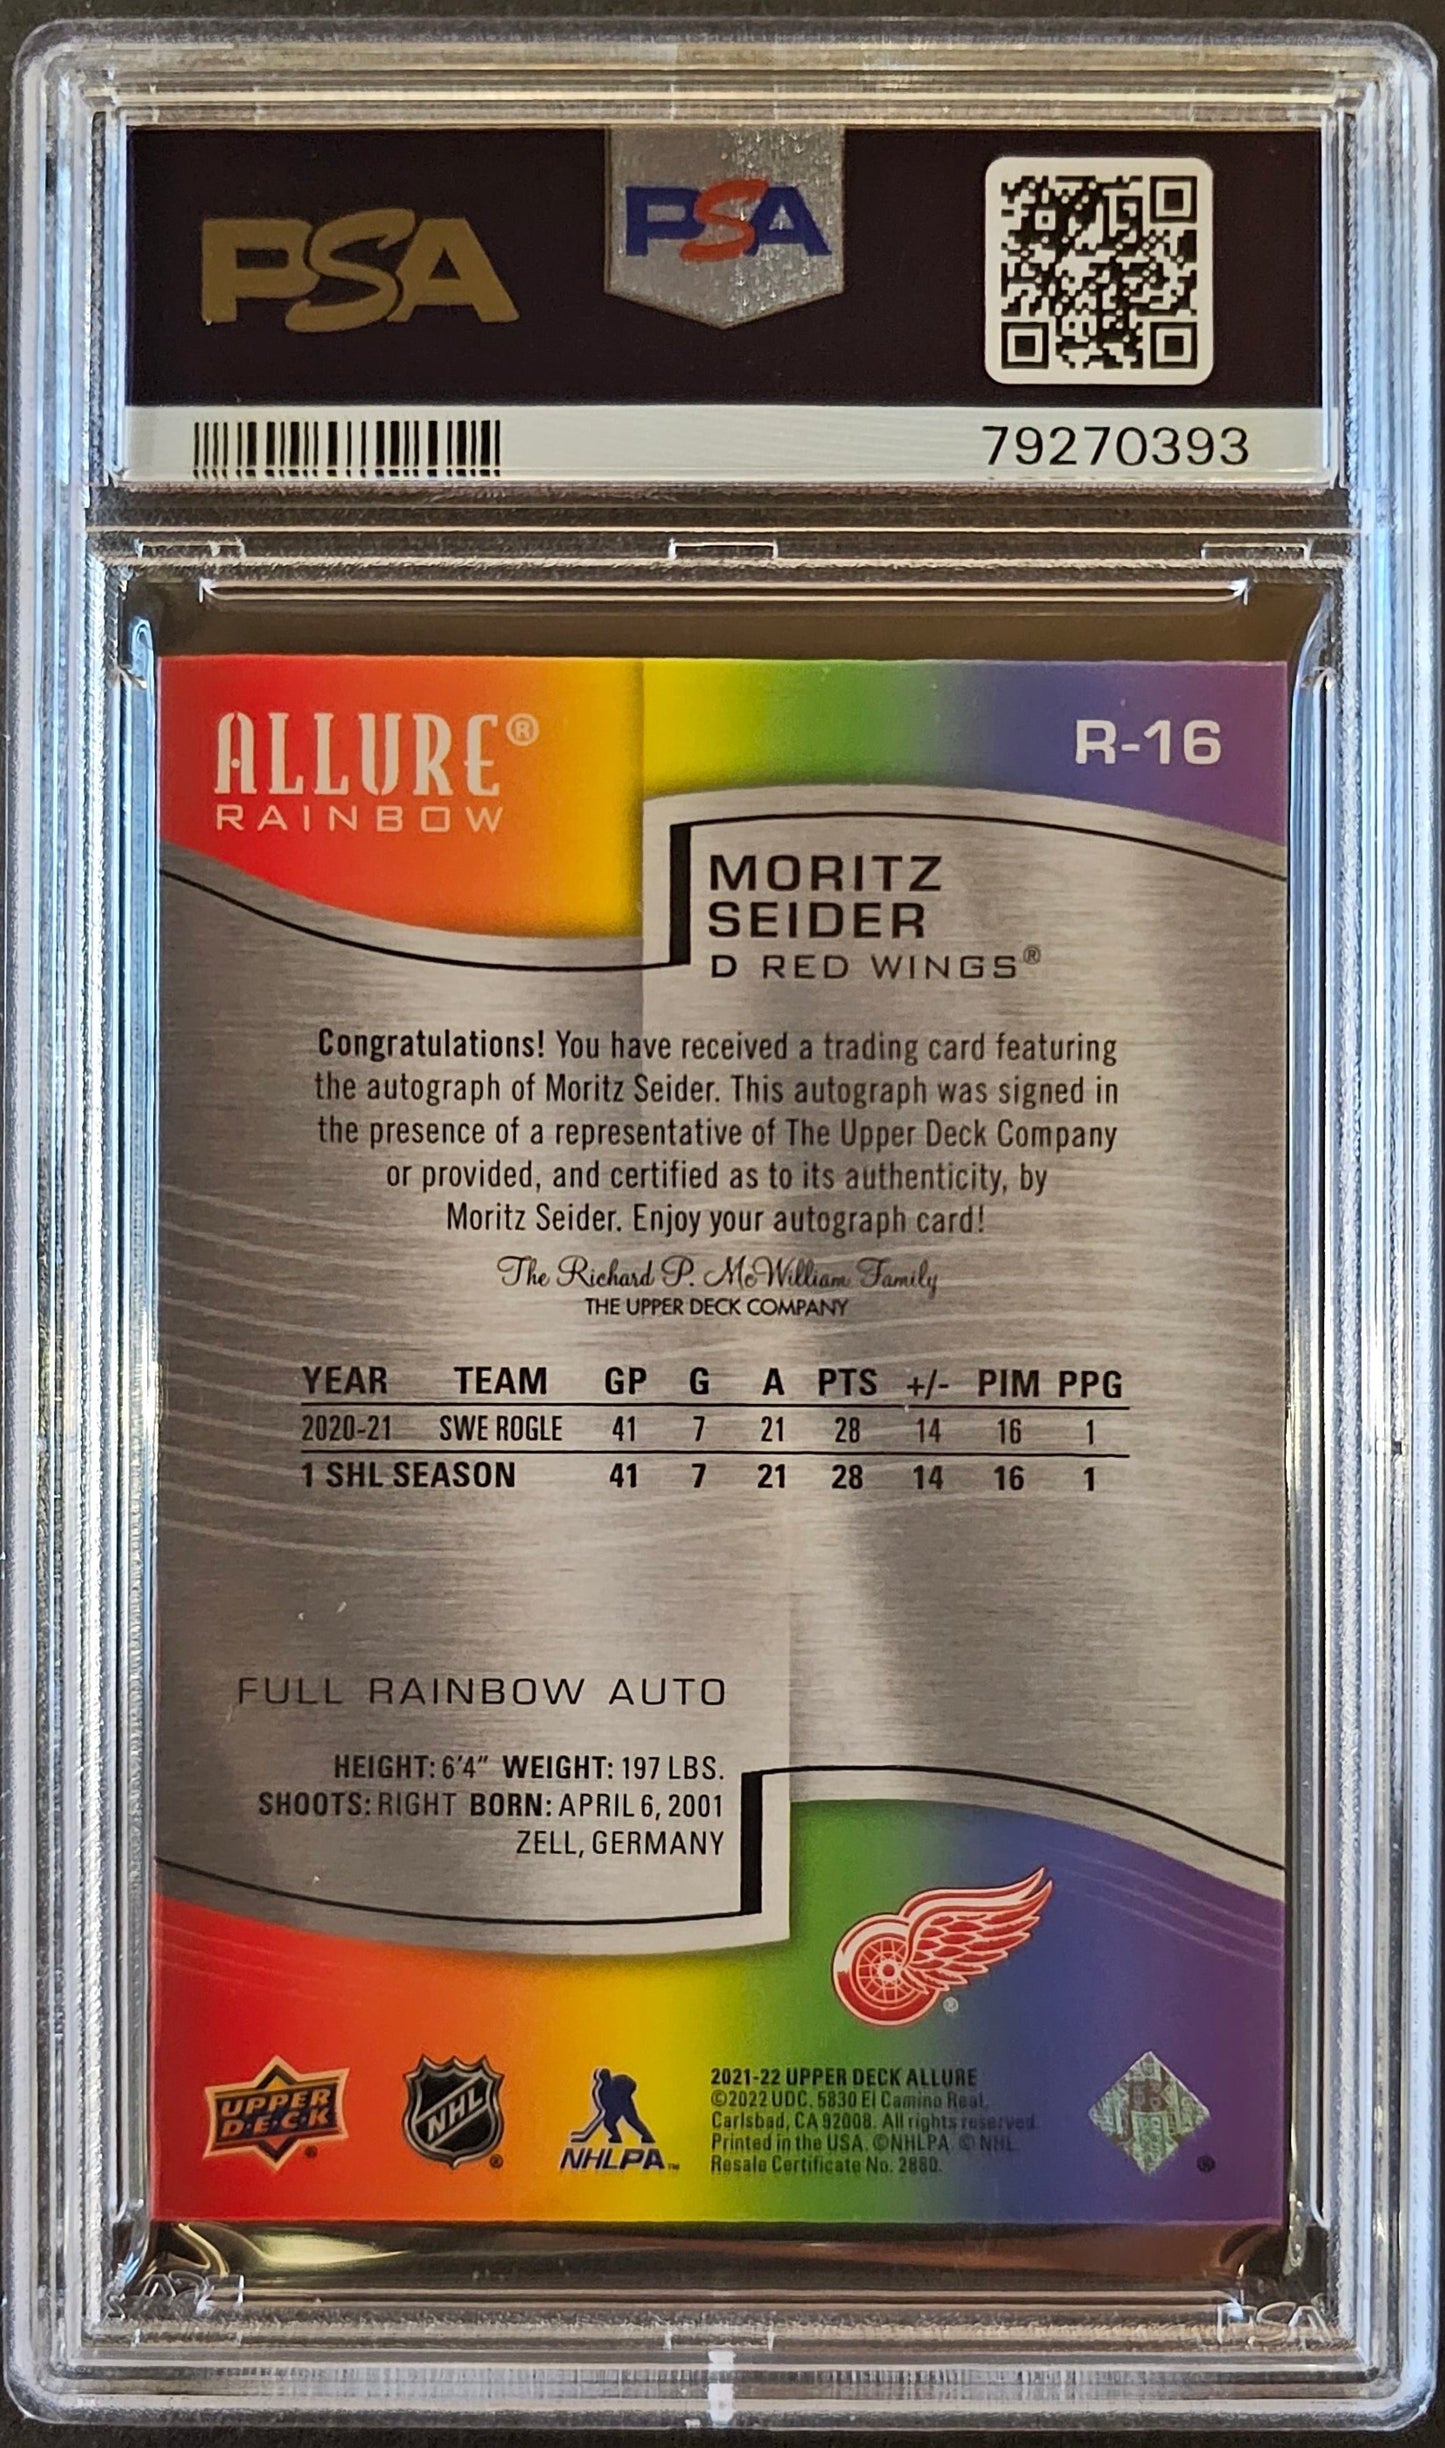 PSA
PSA
79270393
ALLURE®
RAINBOW
R-16
MORITZ
SEIDER
D RED WINGS®
Congratulations! You have received a trading card featuring
the autograph of Moritz Seider. This autograph was signed in
the presence of a representative of The Upper Deck Company
or provided, and certified as to its authenticity, by
Moritz Seider. Enjoy your autograph card!
The Richard P. McWilliam Family
THE UPPER DECK COMPANY
YEAR TEAM GP G A PTS +/- PIM PPG
2020-21 SWE ROGLE 41 7 21 28 14 16 1
1 SHL SEASON 41 7 21 28 14 16 1
FULL RAINBOW AUTO
HEIGHT: 6'4" WEIGHT: 197 LBS.
SHOOTS: RIGHT BORN: APRIL 6, 2001
ZELL, GERMANY
UPPER
D·E·C·K
®
NHL
®
NHLPA™
®
2021-22 UPPER DECK ALLURE
©2022 UDC, 5830 El Camino Real,
Carlsbad, CA 92008. All rights reserved.
Printed in the USA. ©NHLPA. © NHL.
Resale Certificate No. 2880.
®
PSA
PSA